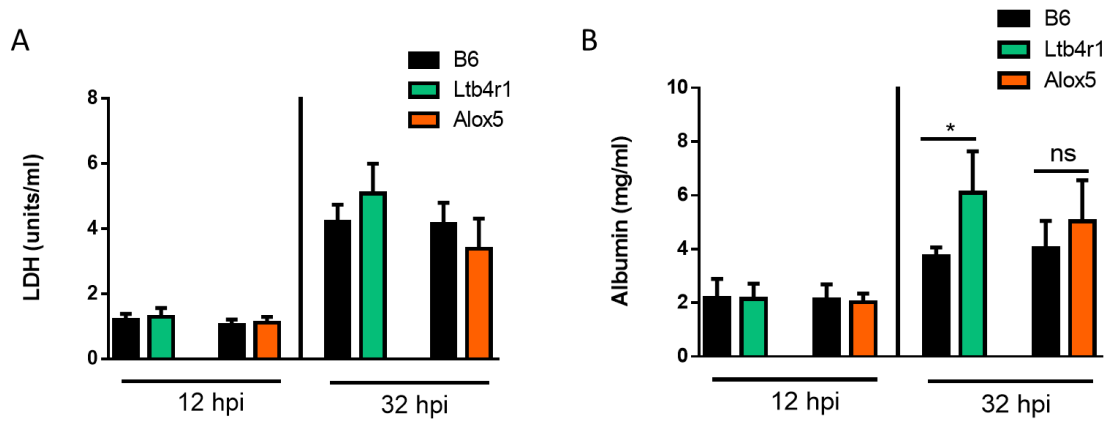 A
B6
Ltb4r1
Alox5
LDH (units/ml)
8
6
4
2
0
12 hpi
32 hpi
B
B6
Ltb4r1
Alox5
Albumin (mg/ml)
10
8
6
4
2
0
*
ns
12 hpi
32 hpi